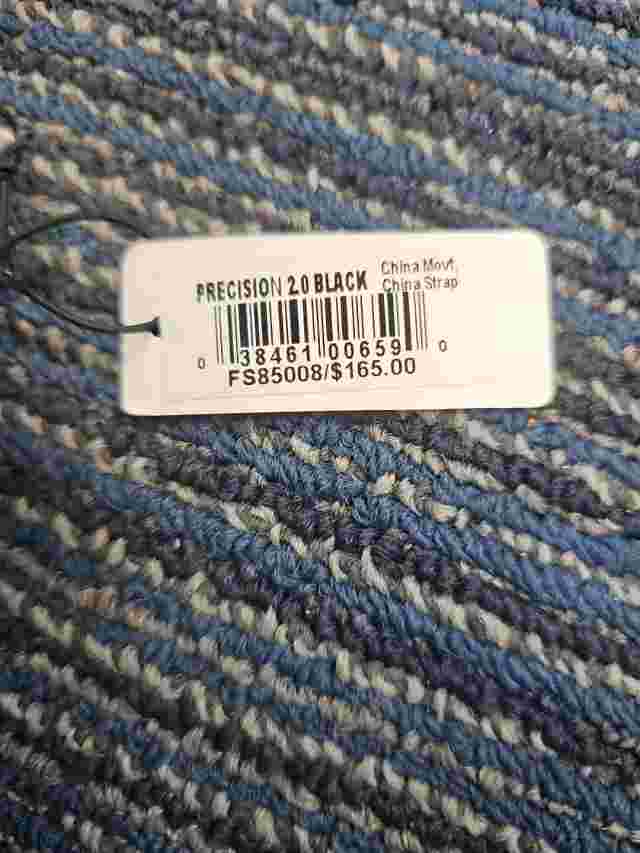 PRECISION 2.0 BLACK
China Movt,
China Strap
0 38461 00659 0
FS85008/$165.00